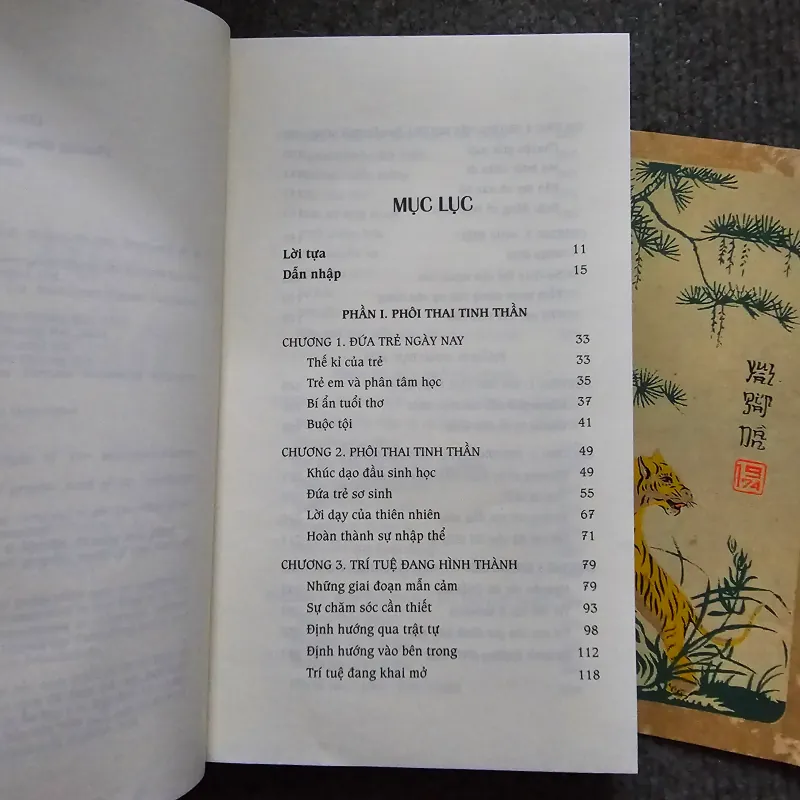 MỤC LỤC
Lời tựa 11
Dẫn nhập 15
PHẦN I. PHÔI THAI TINH THẦN
CHƯƠNG 1. ĐỨA TRẺ NGÀY NAY 33
Thế kỉ của trẻ 33
Trẻ em và phân tâm học 35
Bí ẩn tuổi thơ 37
Buộc tội 41
CHƯƠNG 2. PHÔI THAI TINH THẦN 49
Khúc dạo đầu sinh học 49
Đứa trẻ sơ sinh 55
Lời dạy của thiên nhiên 67
Hoàn thành sự nhập thể 71
CHƯƠNG 3. TRÍ TUỆ ĐANG HÌNH THÀNH 79
Những giai đoạn mẫn cảm 79
Sự chăm sóc cần thiết 93
Định hướng qua trật tự 98
Định hướng vào bên trong 112
Trí tuệ đang khai mở 118